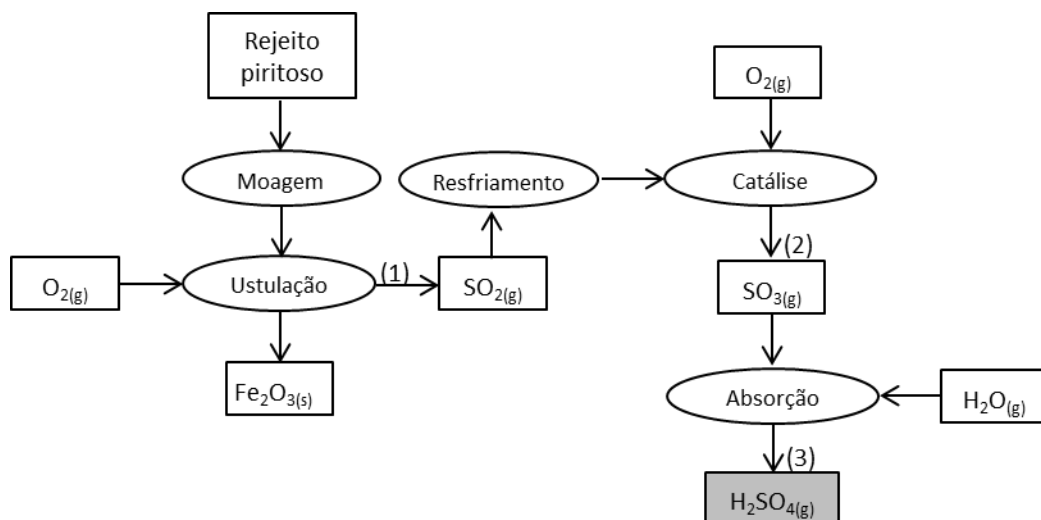 Rejeito
piritoso
Moagem
O₂(g)
Ustulação
(1)
SO₂(g)
Fe₂O₃(s)
Resfriamento
O₂(g)
Catálise
(2)
SO₃(g)
Absorção
H₂O(g)
(3)
H₂SO₄(g)